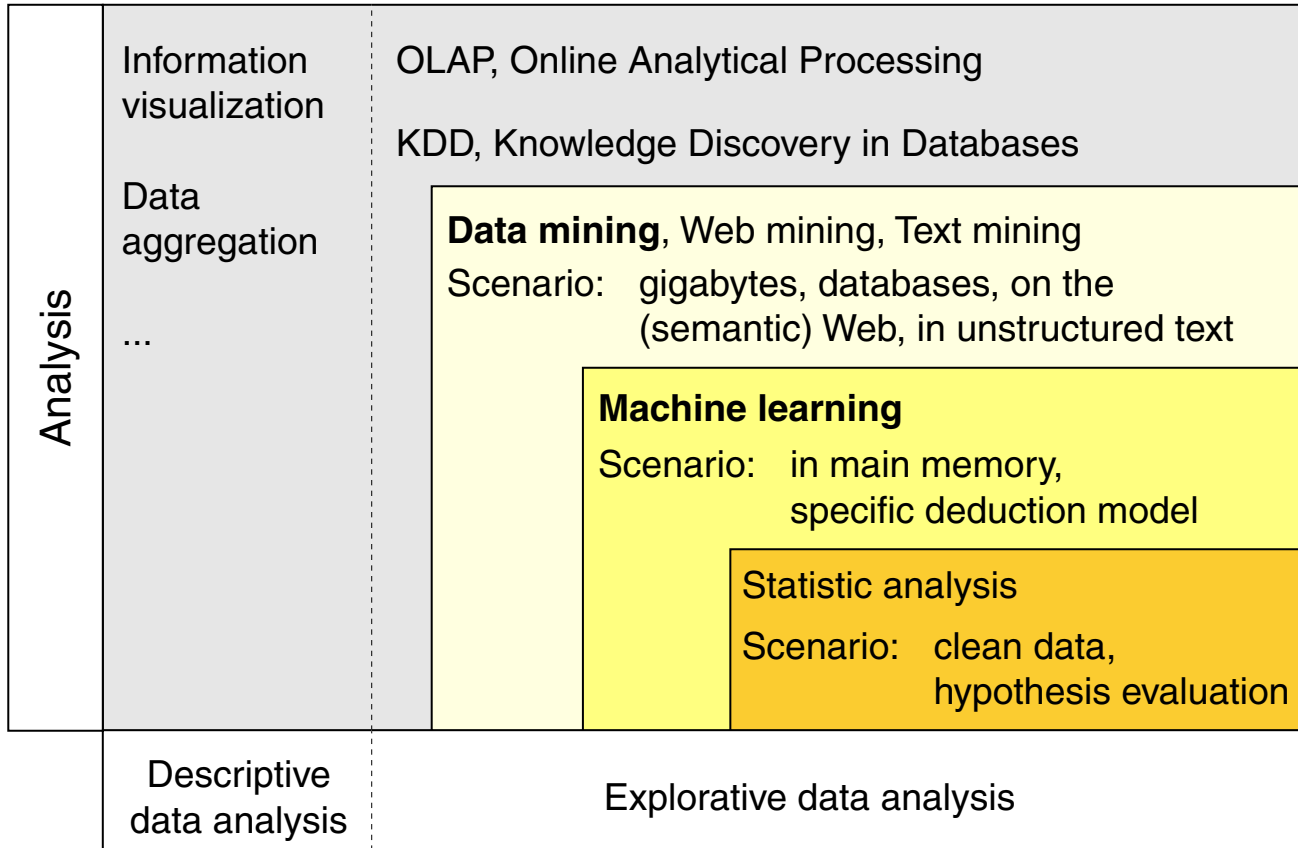 Analysis
Information
visualization
Data
aggregation
...
OLAP, Online Analytical Processing
KDD, Knowledge Discovery in Databases
Data mining, Web mining, Text mining
Scenario: gigabytes, databases, on the
(semantic) Web, in unstructured text
Machine learning
Scenario: in main memory,
specific deduction model
Statistic analysis
Scenario: clean data,
hypothesis evaluation
Descriptive
data analysis
Explorative data analysis